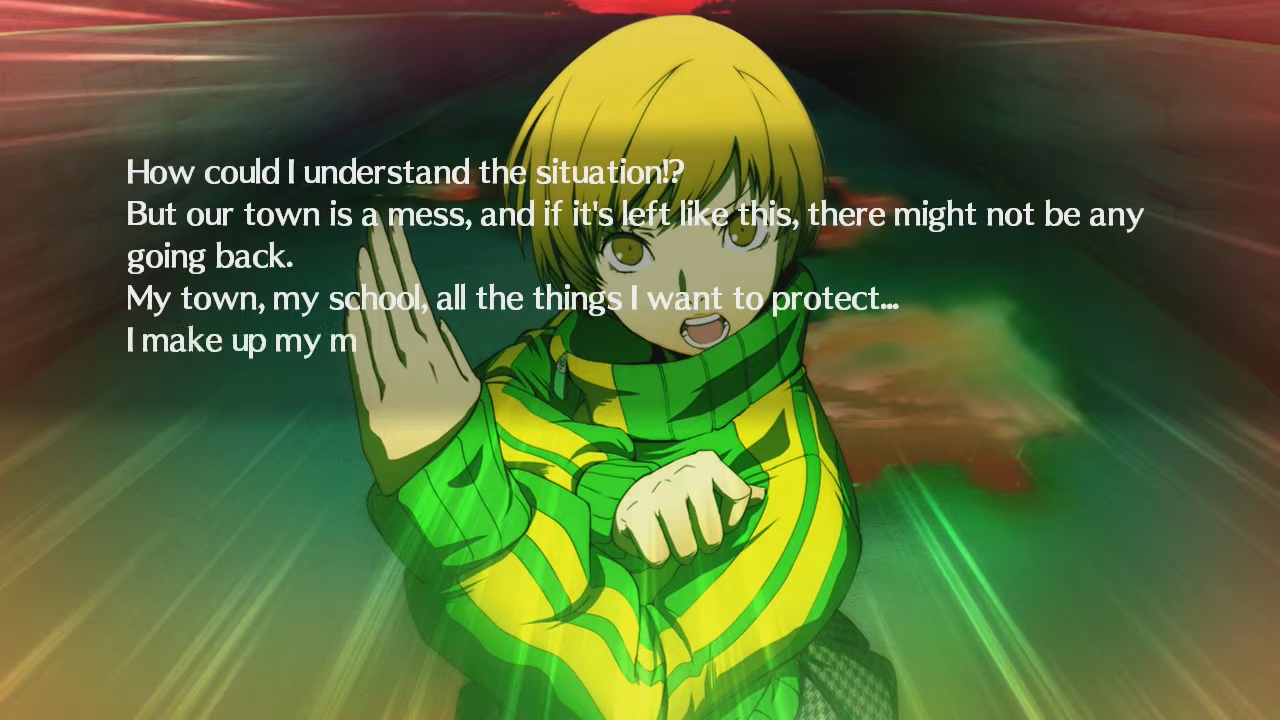 How could I understand the situation!?
But our town is a mess, and if it's left like this, there might not be any
going back.
My town, my school, all the things I want to protect...
I make up my m